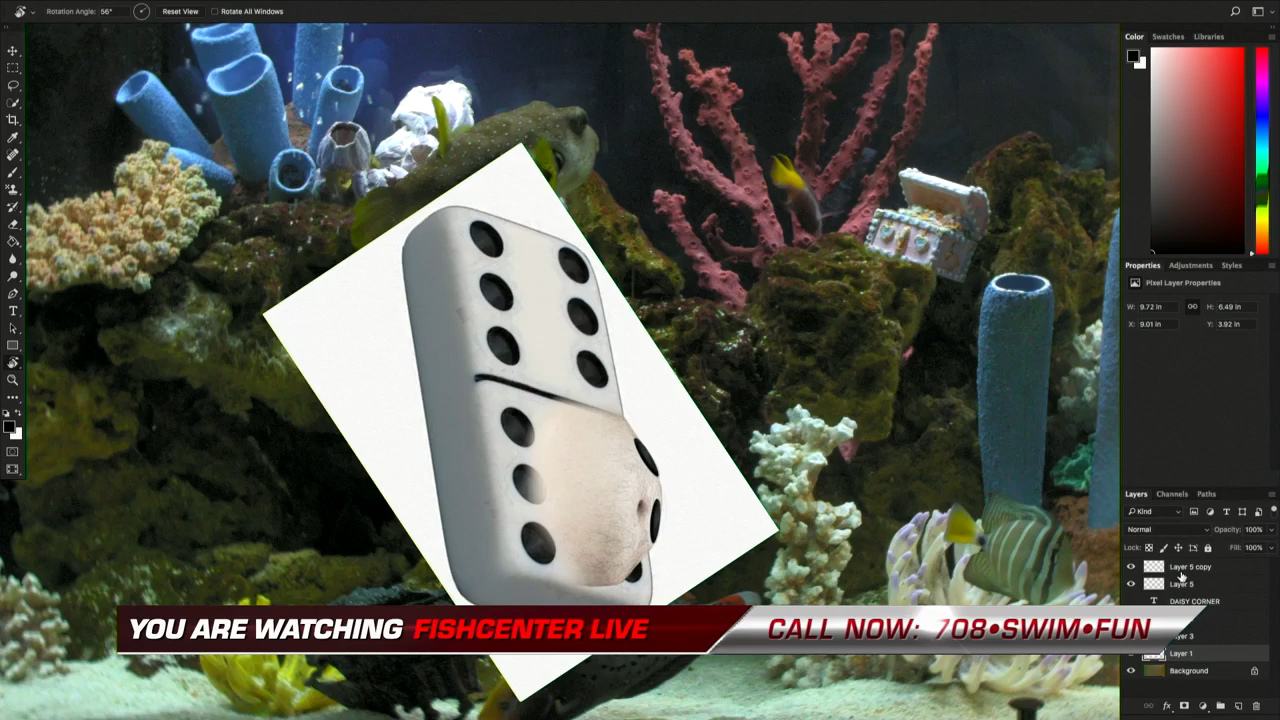 Rotation Angle: 56° Reset View Rotate All Windows
Color Swatches Libraries
Properties Adjustments Styles
Pixel Layer Properties
W: 9.72 in H: 6.49 in
X: 9.01 in Y: 3.92 in
Layers Channels Paths
Kind
Normal Opacity: 100%
Lock: Fill: 100%
Layer 5 copy
Layer 5
T DAISY CORNER
YOU ARE WATCHING FISHCENTER LIVE CALL NOW: 708•SWIM•FUN
Layer 1
Background
fx